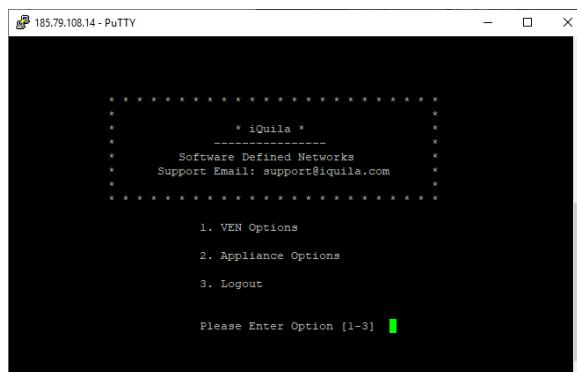 185.79.108.14 - PuTTY
* * * * * * * * * * * * * * * * * * * * * * * *
* *
* * iQuila * *
* ---------------- *
* Software Defined Networks *
* Support Email: support@iquila.com *
* *
* * * * * * * * * * * * * * * * * * * * * * * *
1. VEN Options
2. Appliance Options
3. Logout
Please Enter Option [1-3]